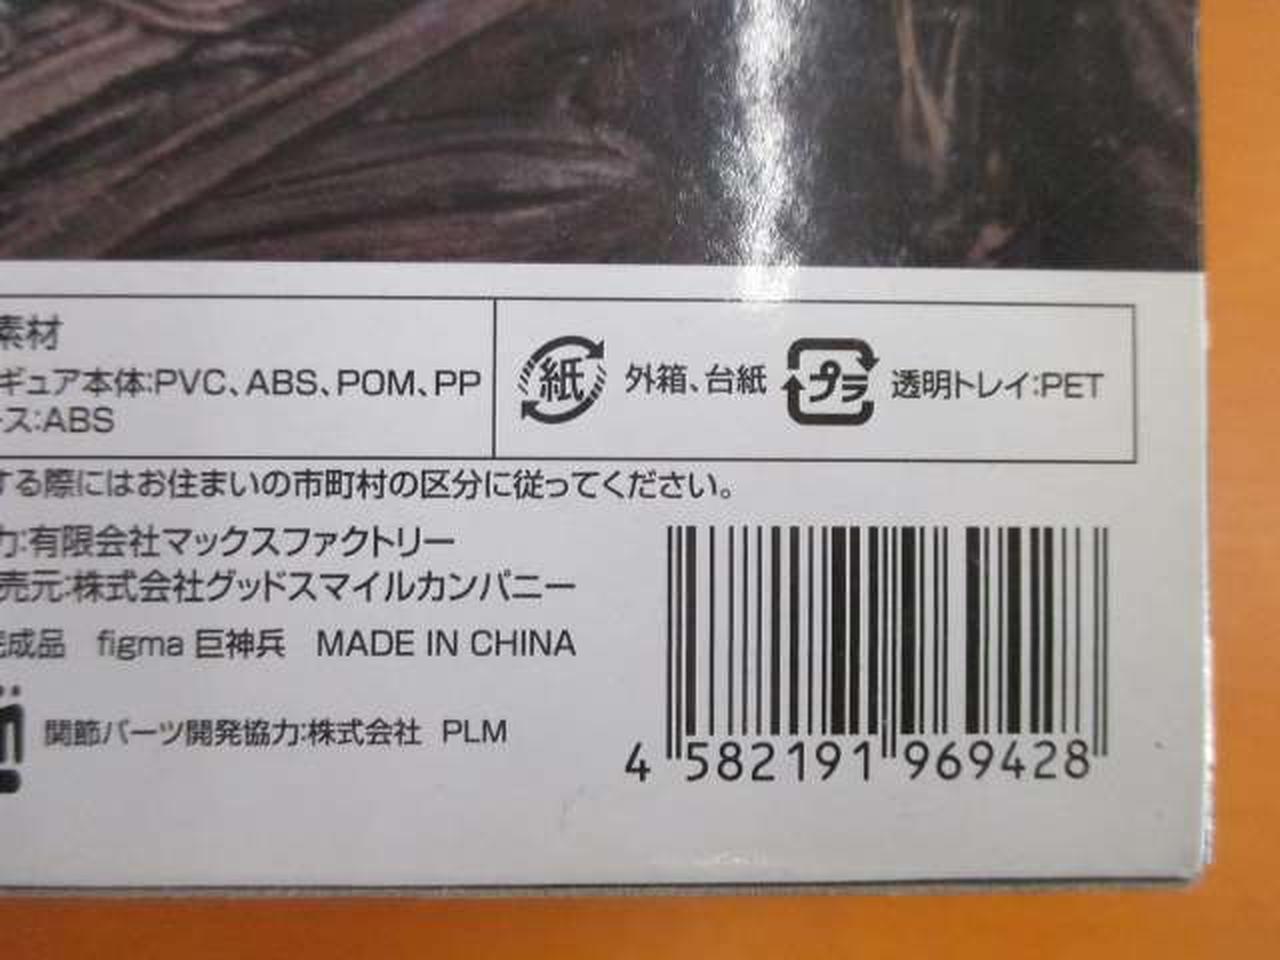 素材
ギュア本体:PVC、ABS、POM、PP
ース:ABS
紙 外箱、台紙 プラ 透明トレイ:PET
する際にはお住まいの市町村の区分に従ってください。
力:有限会社マックスファクトリー
売元:株式会社グッドスマイルカンパニー
完成品 figma 巨神兵 MADE IN CHINA
関節パーツ開発協力:株式会社 PLM
4 582191 969428